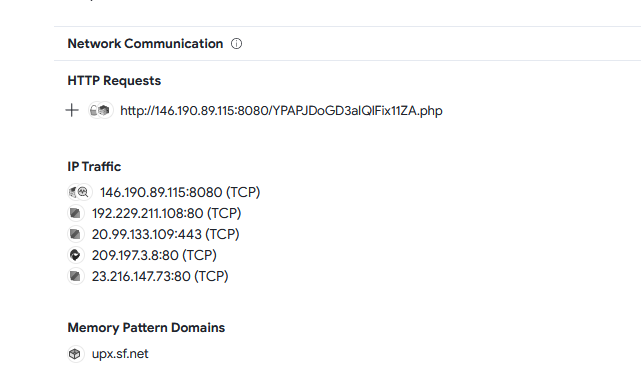 Network Communication
HTTP Requests
http://146.190.89.115:8080/YPAPJDoGD3alQIFix11ZA.php
IP Traffic
146.190.89.115:8080 (TCP)
192.229.211.108:80 (TCP)
20.99.133.109:443 (TCP)
209.197.3.8:80 (TCP)
23.216.147.73:80 (TCP)
Memory Pattern Domains
upx.sf.net